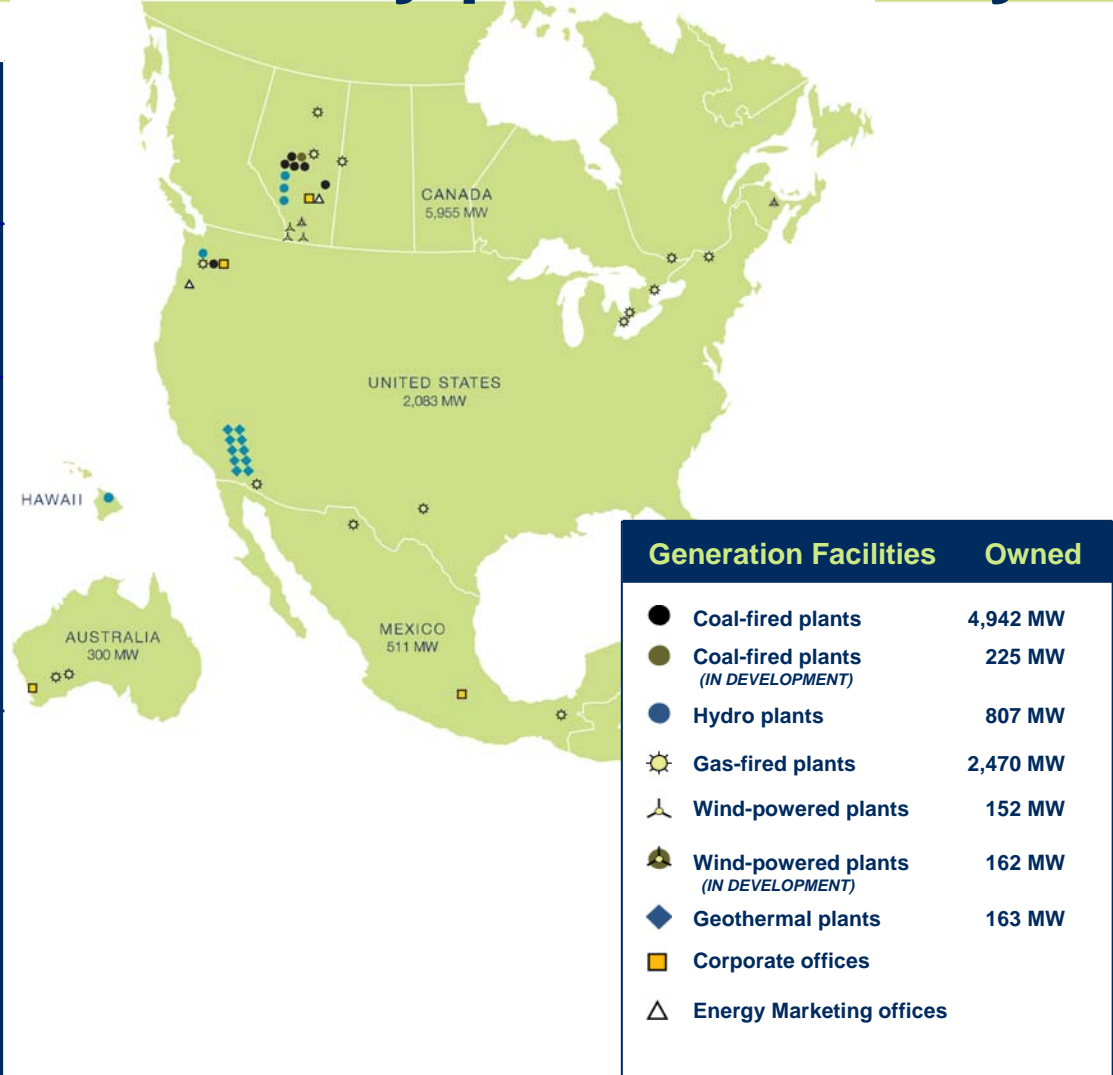 CANADA
5,955 MW
UNITED STATES
2,083 MW
HAWAII
AUSTRALIA
300 MW
MEXICO
511 MW
Generation Facilities Owned
Coal-fired plants 4,942 MW
Coal-fired plants 225 MW
(IN DEVELOPMENT)
Hydro plants 807 MW
Gas-fired plants 2,470 MW
Wind-powered plants 152 MW
Wind-powered plants 162 MW
(IN DEVELOPMENT)
Geothermal plants 163 MW
Corporate offices
Energy Marketing offices